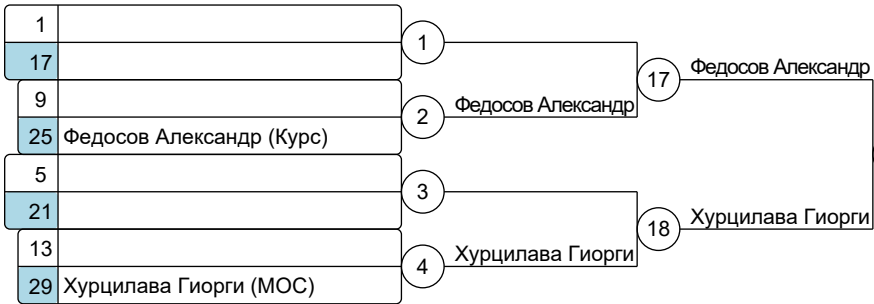 1
17
1
9
25 Федосов Александр (Курс)
2
Федосов Александр
17
Федосов Александр
5
21
3
13
29 Хурцилава Гиорги (МОС)
4
Хурцилава Гиорги
18
Хурцилава Гиорги